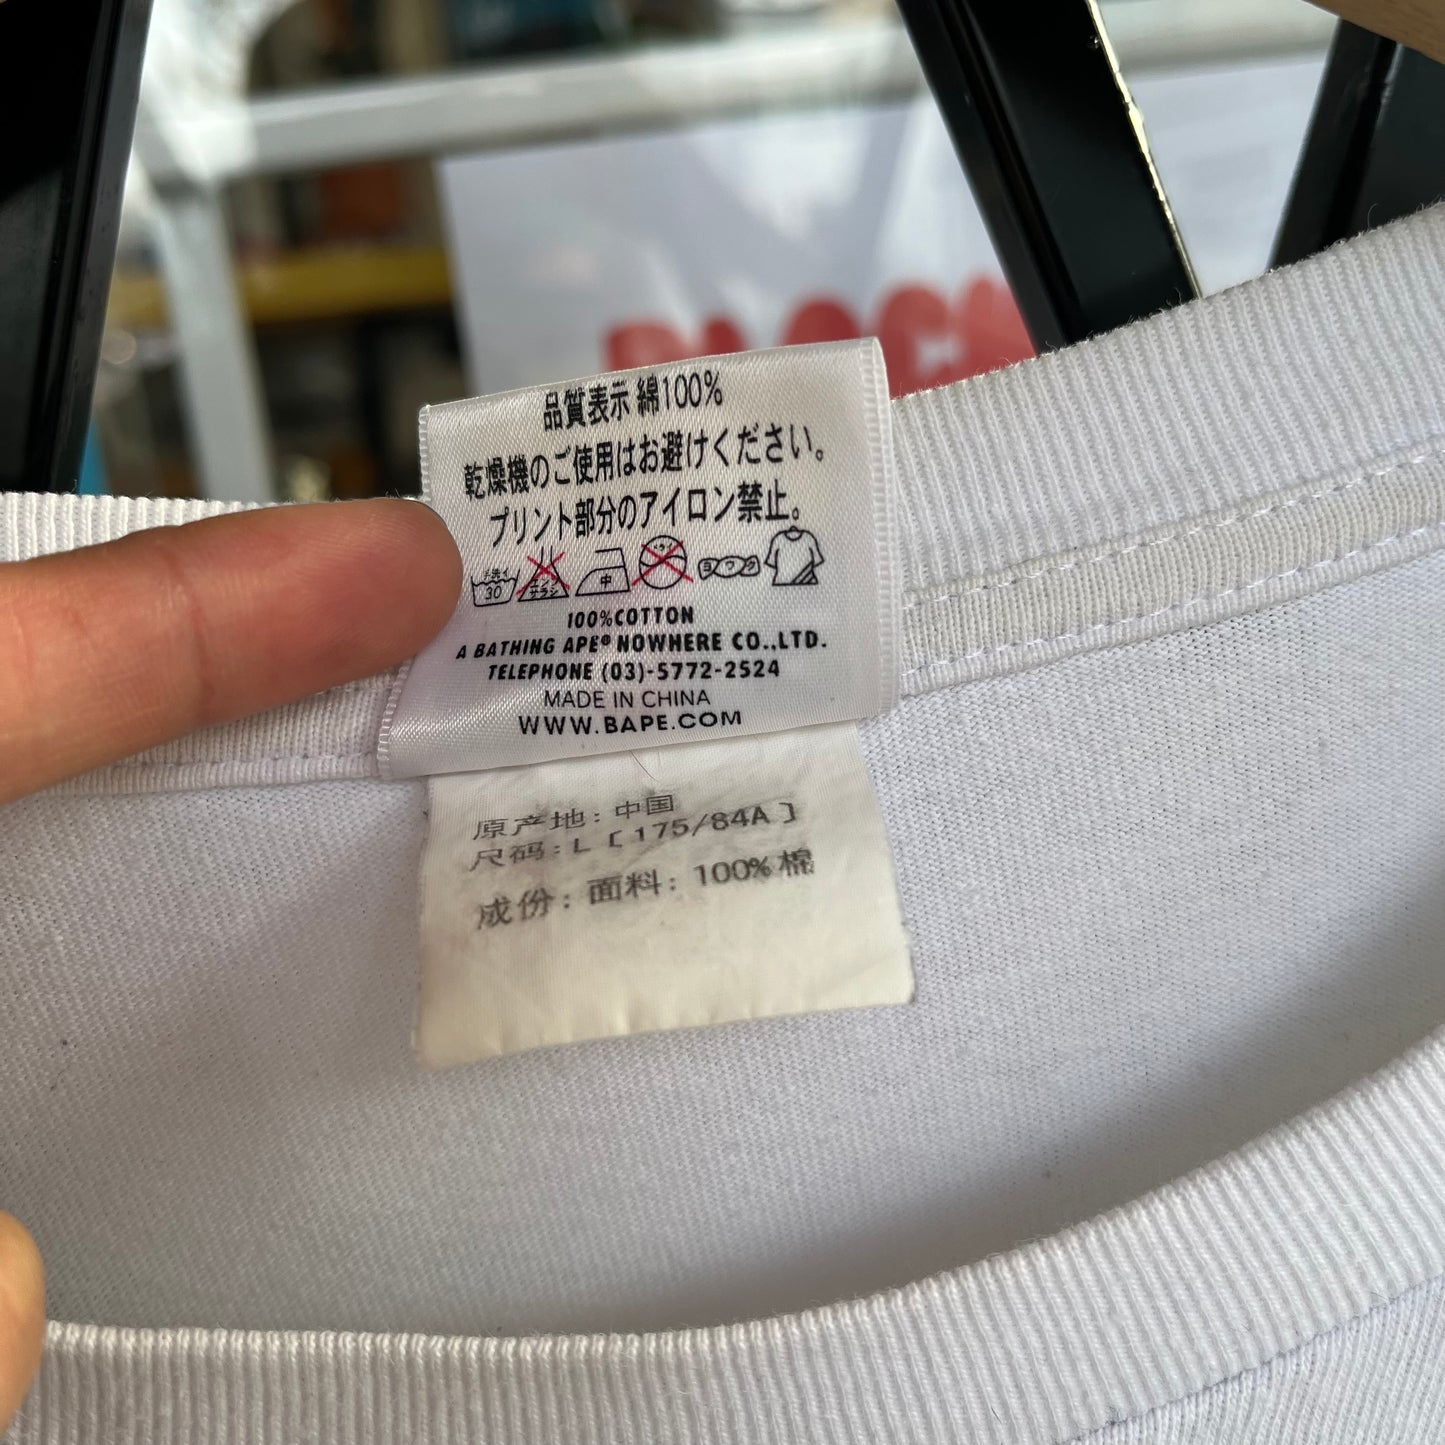 品質表示 綿100%
乾燥機のご使用はお避けください。
プリント部分のアイロン禁止。
30
中
ヨワク
100%COTTON
A BATHING APE® NOWHERE CO.,LTD.
TELEPHONE (03)-5772-2524
MADE IN CHINA
WWW.BAPE.COM
原产地: 中国
尺码: L [ 175/84A ]
成份: 面料: 100%棉